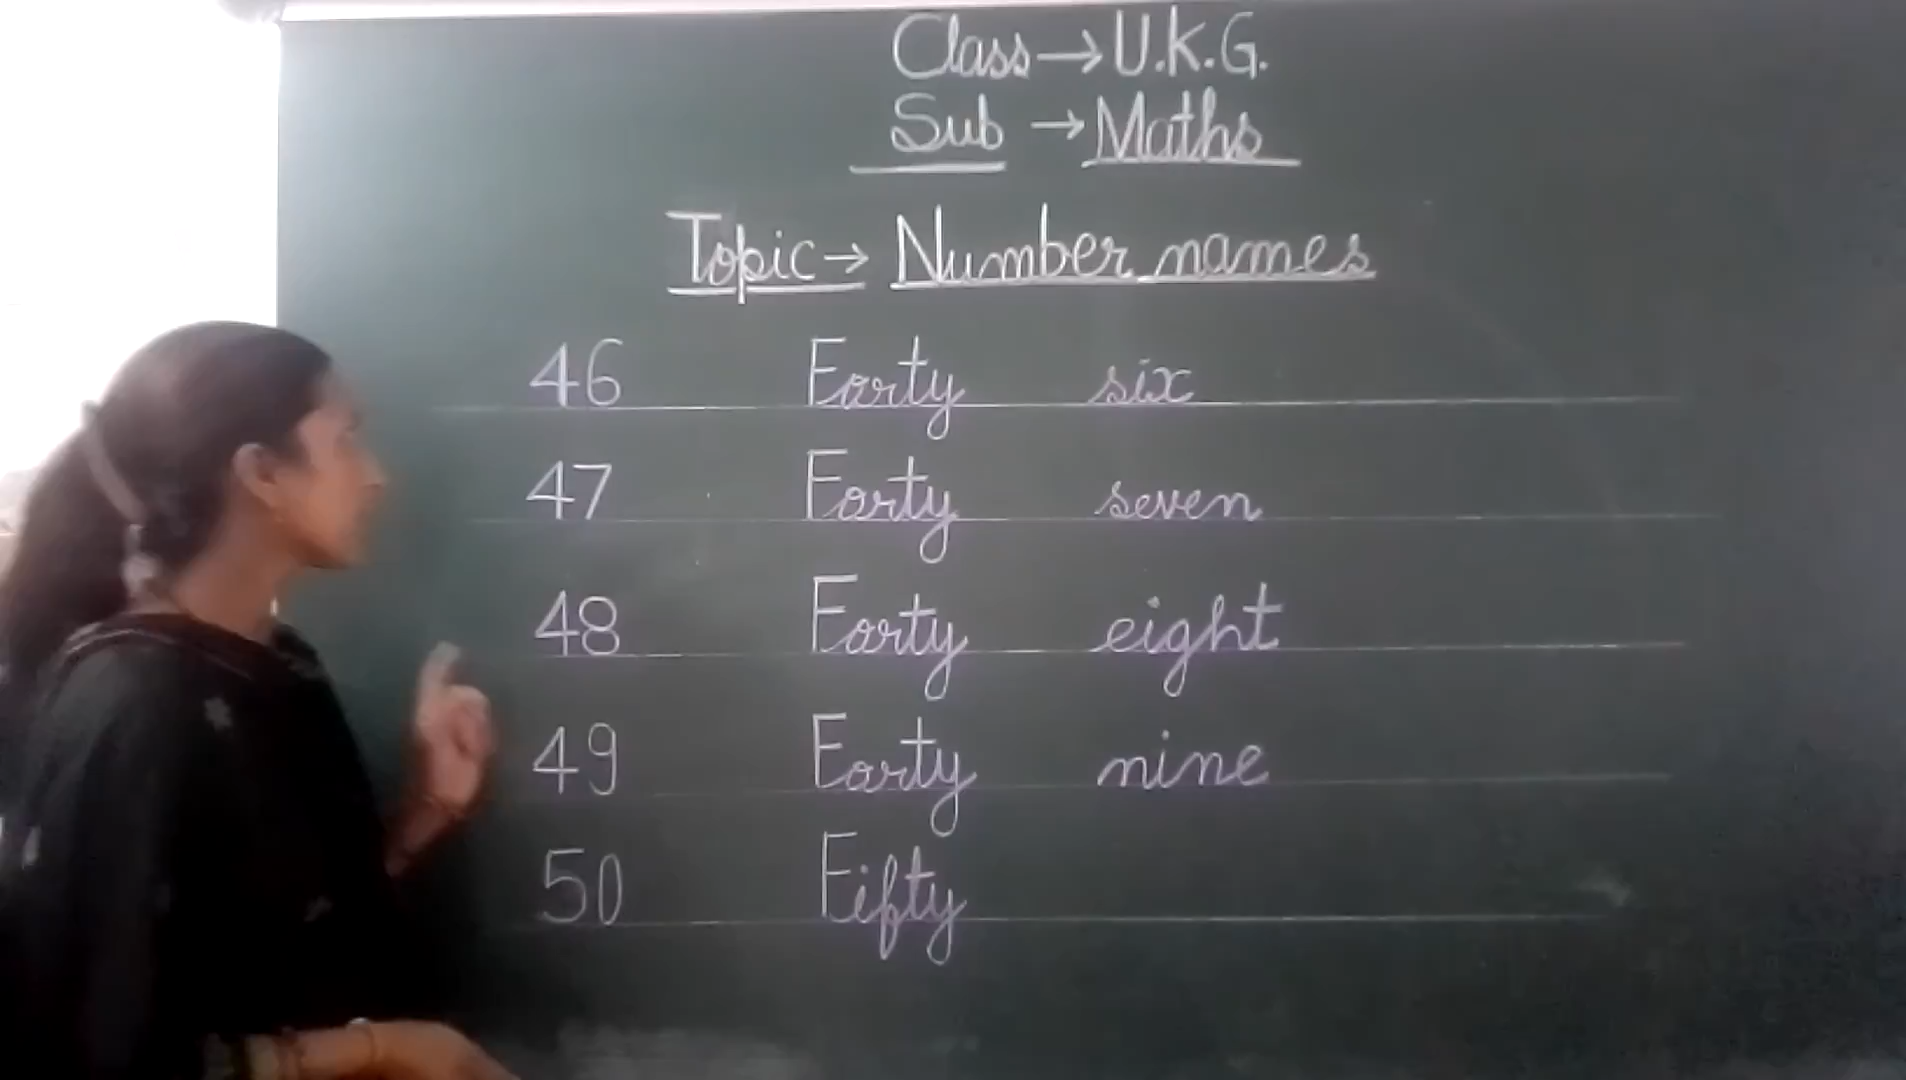 Class → U.K.G.
Sub → Maths
Topic → Number names
46 Forty six
47 Forty seven
48 Forty eight
49 Forty nine
50 Fifty